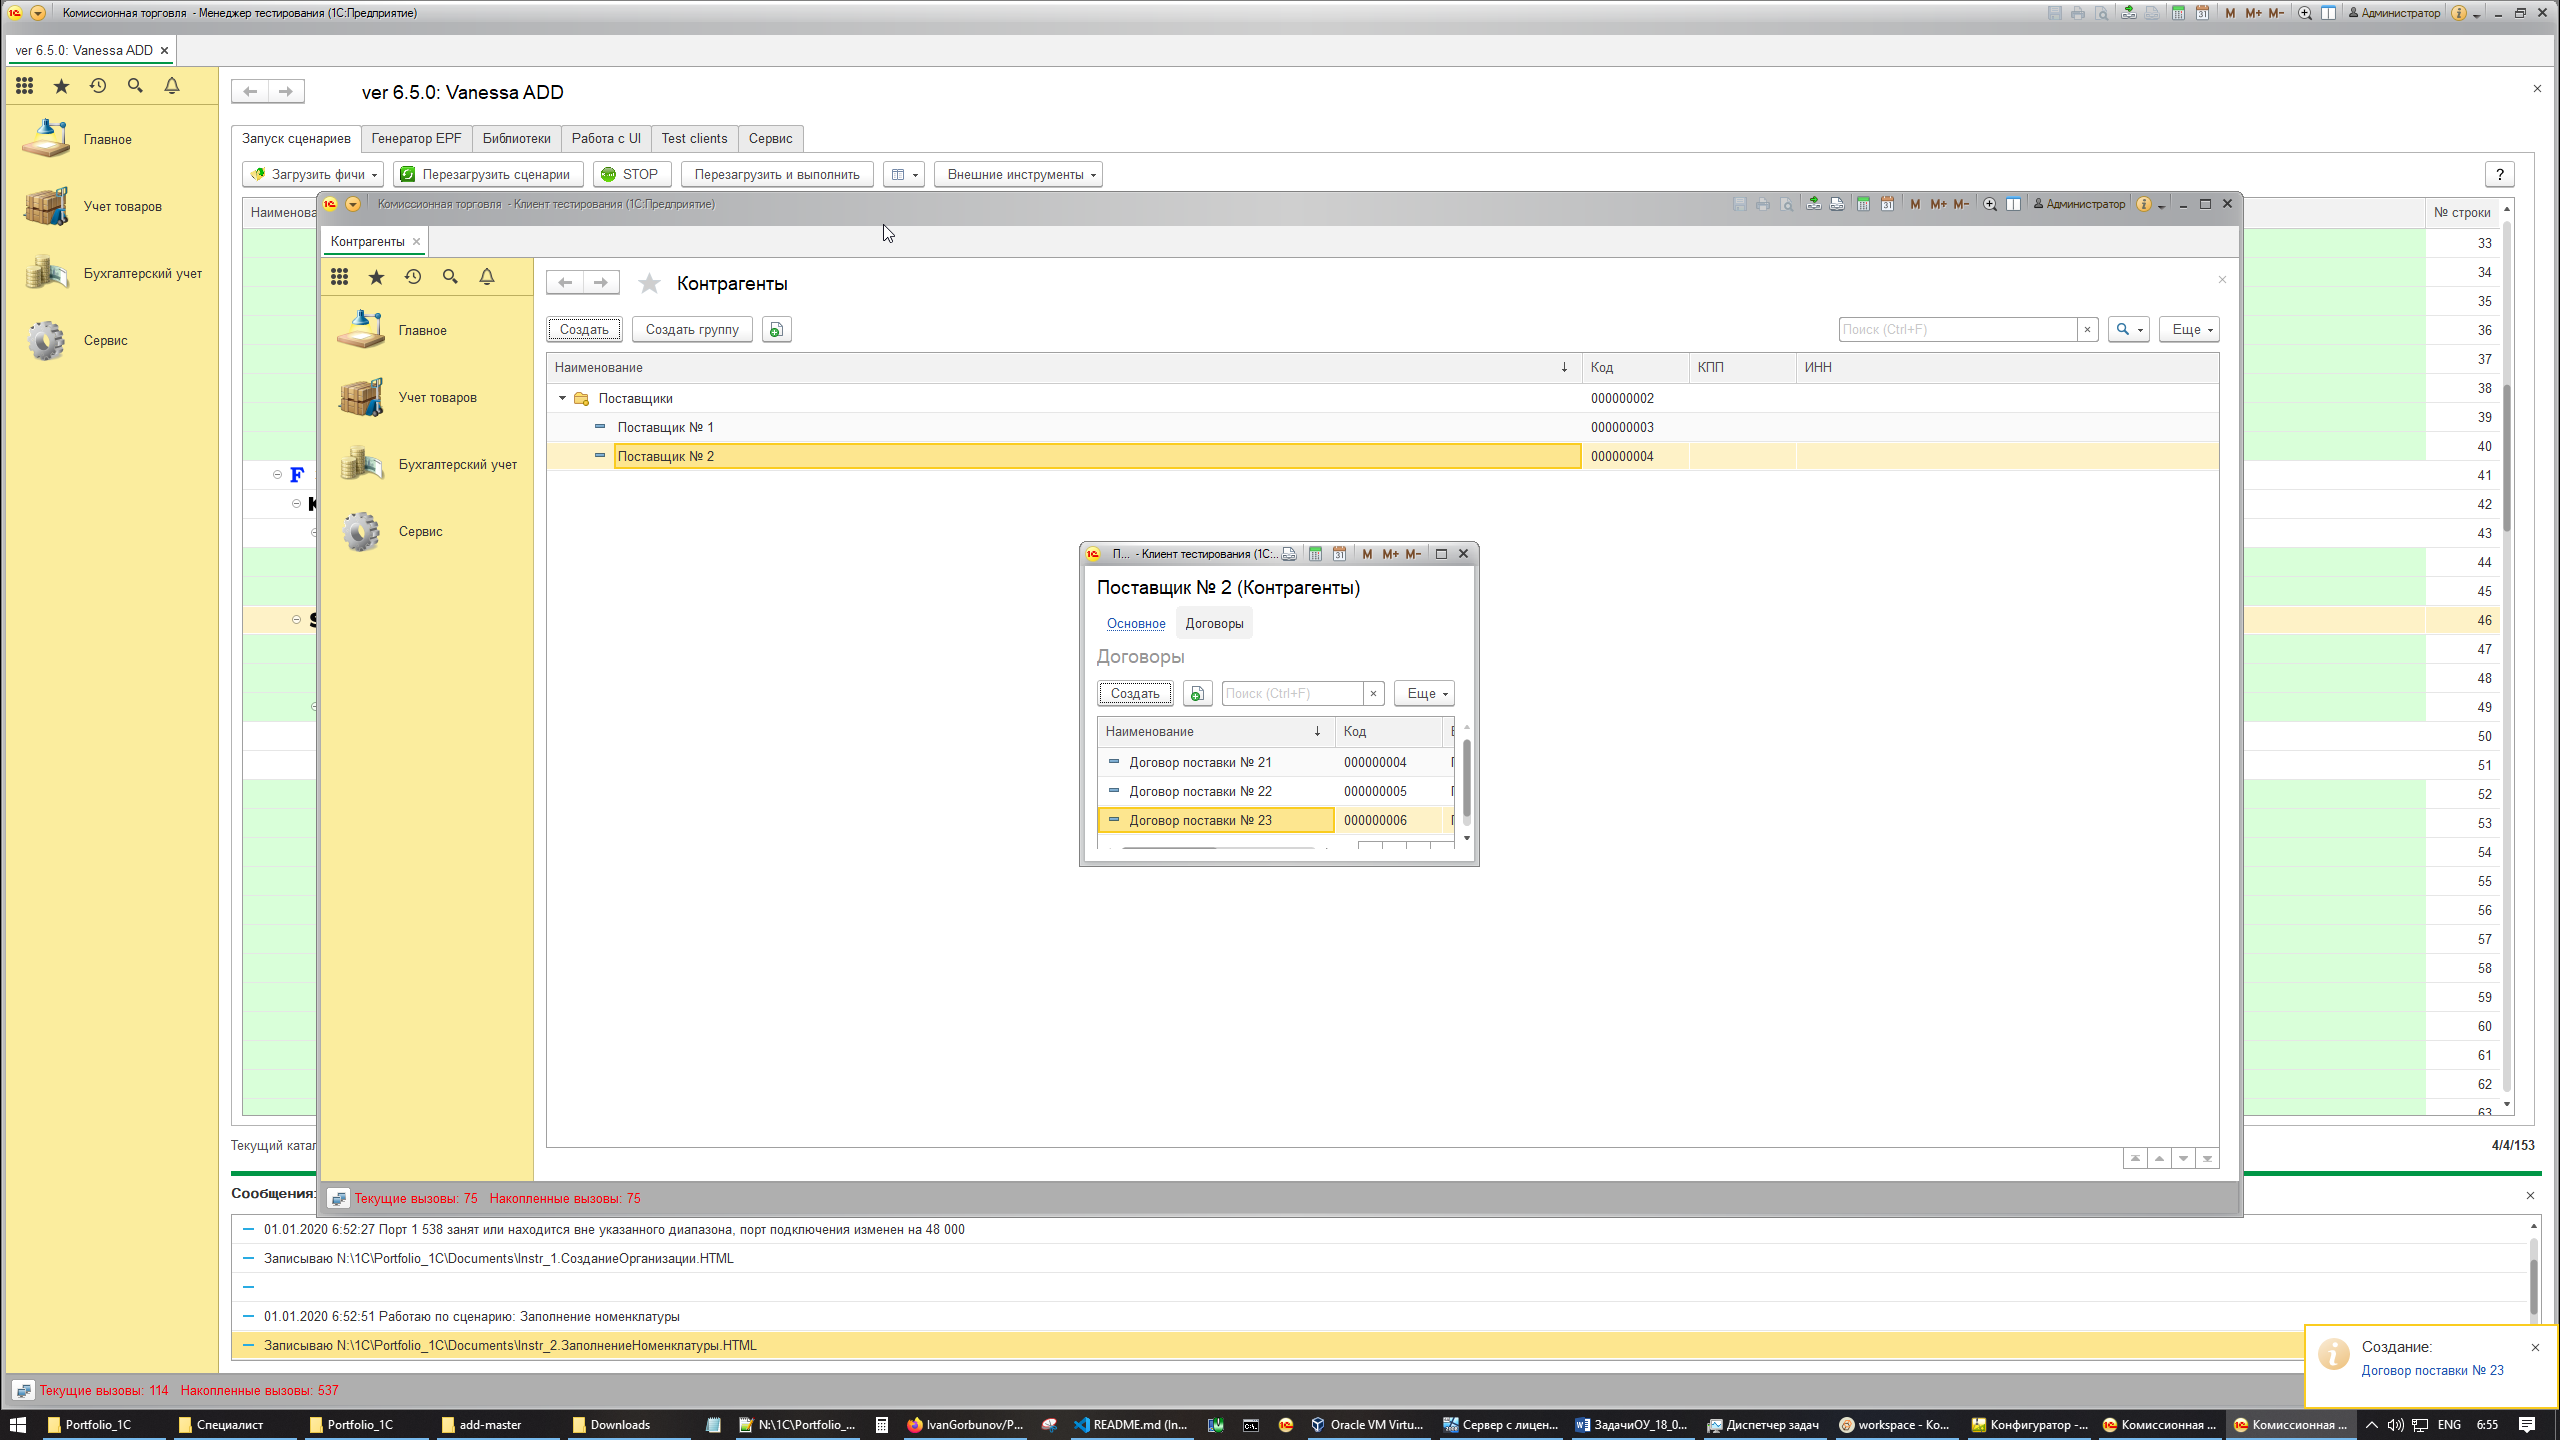 Комиссионная торговля - Менеджер тестирования (1С:Предприятие)
M M+ M- Администратор
ver 6.5.0: Vanessa ADD
ver 6.5.0: Vanessa ADD
Главное
Учет товаров
Бухгалтерский учет
Сервис
Запуск сценариев Генератор EPF Библиотеки Работа с UI Test clients Сервис
Загрузить фичи Перезагрузить сценарии STOP Перезагрузить и выполнить Внешние инструменты ?
№ строки
33
34
35
36
37
38
39
40
F 41
42
43
44
45
46
47
48
49
50
51
52
53
54
55
56
57
58
59
60
61
62
63
Комиссионная торговля - Клиент тестирования (1С:Предприятие)
M M+ M- Администратор
Контрагенты
Главное
Учет товаров
Бухгалтерский учет
Сервис
Контрагенты
Создать Создать группу Поиск (Ctrl+F) Еще
Наименование Код КПП ИНН
Поставщики 000000002
Поставщик № 1 000000003
Поставщик № 2 000000004
П... - Клиент тестирования (1С:... M M+ M-
Поставщик № 2 (Контрагенты)
Основное Договоры
Договоры
Создать Поиск (Ctrl+F) Еще
Наименование Код
Договор поставки № 21 000000004
Договор поставки № 22 000000005
Договор поставки № 23 000000006
Текущие вызовы: 75 Накопленные вызовы: 75
Текущий 4/4/153
Сообщения:
01.01.2020 6:52:27 Порт 1 538 занят или находится вне указанного диапазона, порт подключения изменен на 48 000
Записываю N:\1C\Portfolio_1C\Documents\Instr_1.СозданиеОрганизации.HTML
01.01.2020 6:52:51 Работаю по сценарию: Заполнение номенклатуры
Записываю N:\1C\Portfolio_1C\Documents\Instr_2.ЗаполнениеНоменклатуры.HTML
Создание:
Договор поставки № 23
Текущие вызовы: 114 Накопленные вызовы: 537
Portfolio_1C Специалист Portfolio_1C add-master Downloads N:\1C\Portfolio_... IvanGorbunov/P... README.md (In... Oracle VM Virtu... Сервер с лицен... ЗадачиОУ_18_0... Диспетчер задач workspace - Ко... Конфигуратор -... Комиссионная ... Комиссионная ... ENG 6:55